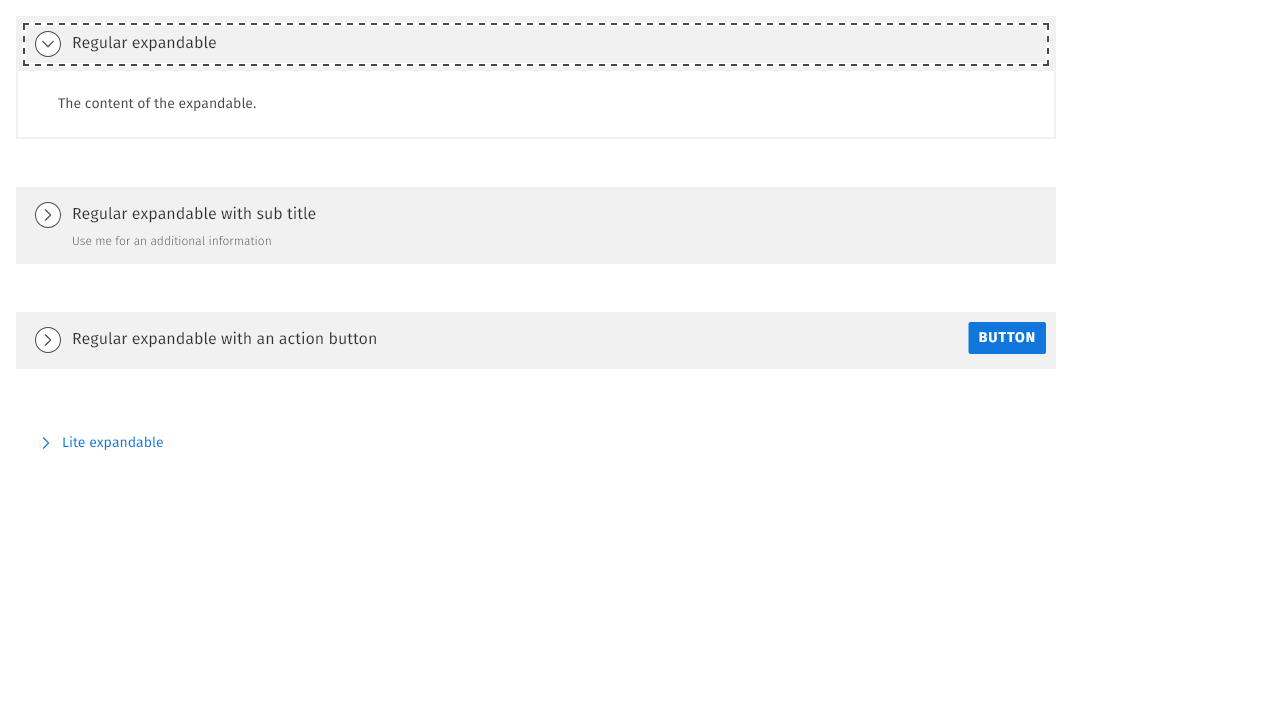 Regular expandable
The content of the expandable.
Regular expandable with sub title
Use me for an additional information
Regular expandable with an action button
BUTTON
Lite expandable